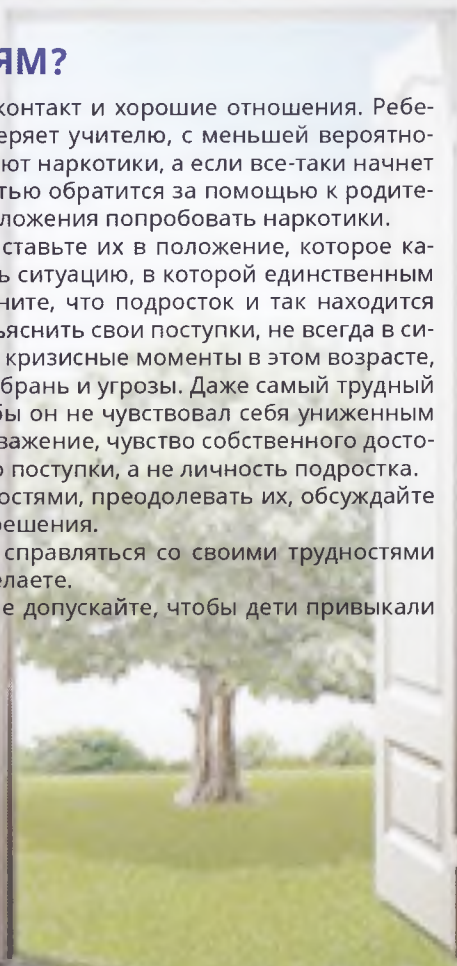 ЯМ?
контакт и хорошие отношения. Ребе-
еряет учителю, с меньшей вероятно-
ют наркотики, а если все-таки начнет
тью обратится за помощью к родите-
ложения попробовать наркотики.
ставьте их в положение, которое ка-
ь ситуацию, в которой единственным
ните, что подросток и так находится
ъяснить свои поступки, не всегда в си-
кризисные моменты в этом возрасте,
брань и угрозы. Даже самый трудный
бы он не чувствовал себя униженным
важение, чувство собственного досто-
о поступки, а не личность подростка.
остями, преодолевать их, обсуждайте
решения.
справляться со своими трудностями
елаете.
е допускайте, чтобы дети привыкали